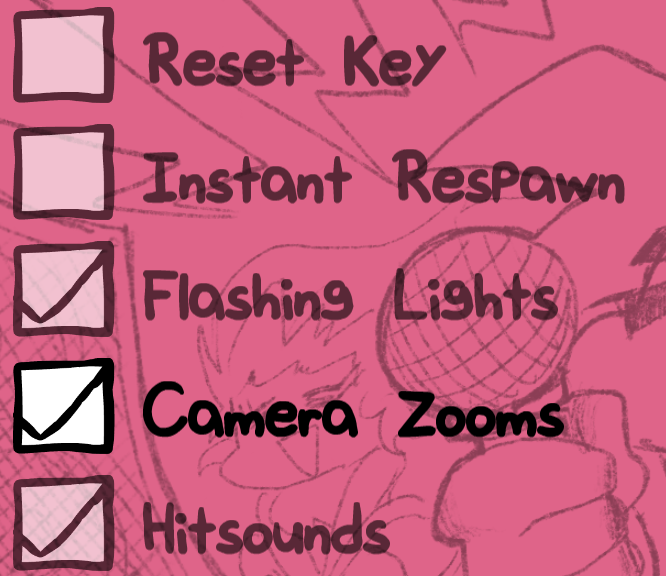 Reset Key
Instant Respawn
Flashing Lights
Camera Zooms
Hitsounds